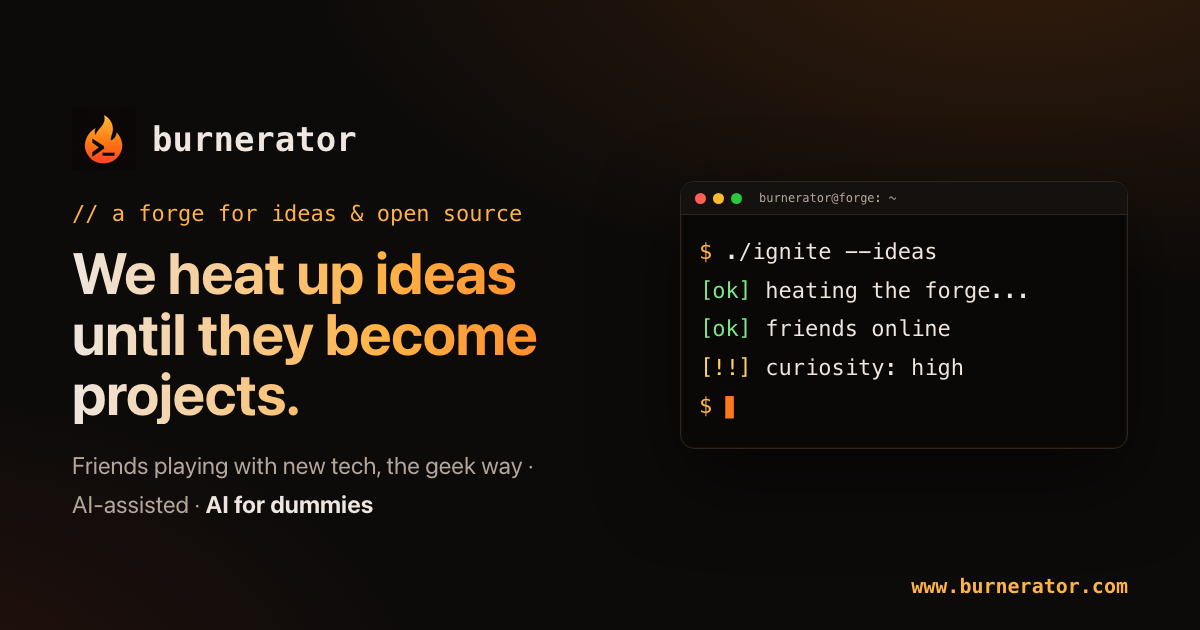 burnerator
// a forge for ideas & open source
We heat up ideas
until they become
projects.
Friends playing with new tech, the geek way ·
AI-assisted · AI for dummies
burnerator@forge: ~
$ ./ignite --ideas
[ok] heating the forge...
[ok] friends online
[!!] curiosity: high
$
www.burnerator.com